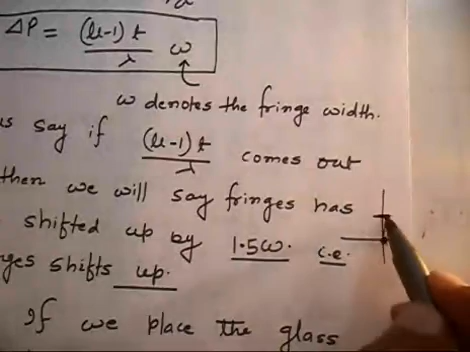 ΔP = (μ-1) t / λ ω
ω denotes the fringe width.
say if (μ-1) t / λ comes out
then we will say fringes has
shifted up by 1.5ω. i.e.
shifts up.
If we place the glass